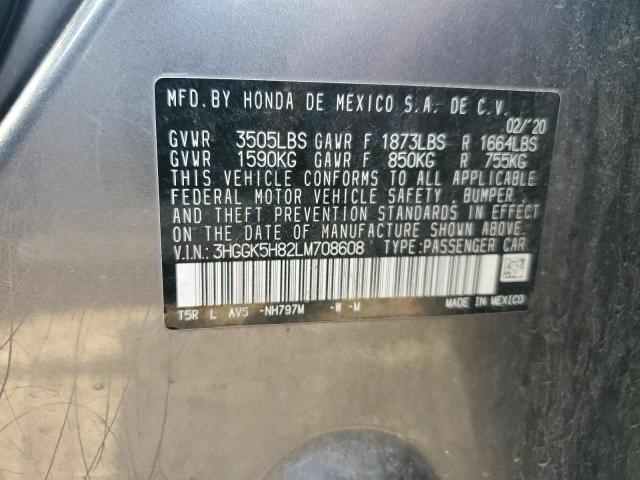 MFD. BY HONDA DE MEXICO S.A. DE C.V.
02/'20
GVWR 3505LBS GAWR F 1873LBS R 1664LBS
GVWR 1590KG GAWR F 850KG R 755KG
THIS VEHICLE CONFORMS TO ALL APPLICABLE
FEDERAL MOTOR VEHICLE SAFETY, BUMPER,
AND THEFT PREVENTION STANDARDS IN EFFECT
ON THE DATE OF MANUFACTURE SHOWN ABOVE.
V.I.N: 3HGGK5H82LM708608 TYPE:PASSENGER CAR
MADE IN MEXICO
T5R L AV5 -NH797M -W -M